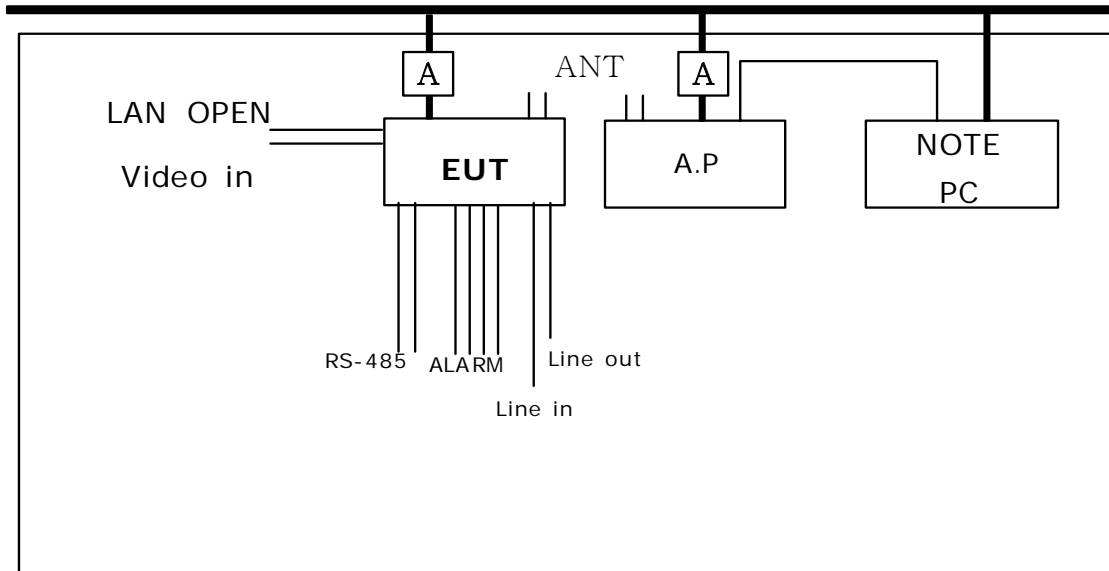 A
ANT
A
LAN OPEN
Video in
EUT
A.P
NOTE
PC
RS-485
ALARM
Line out
Line in